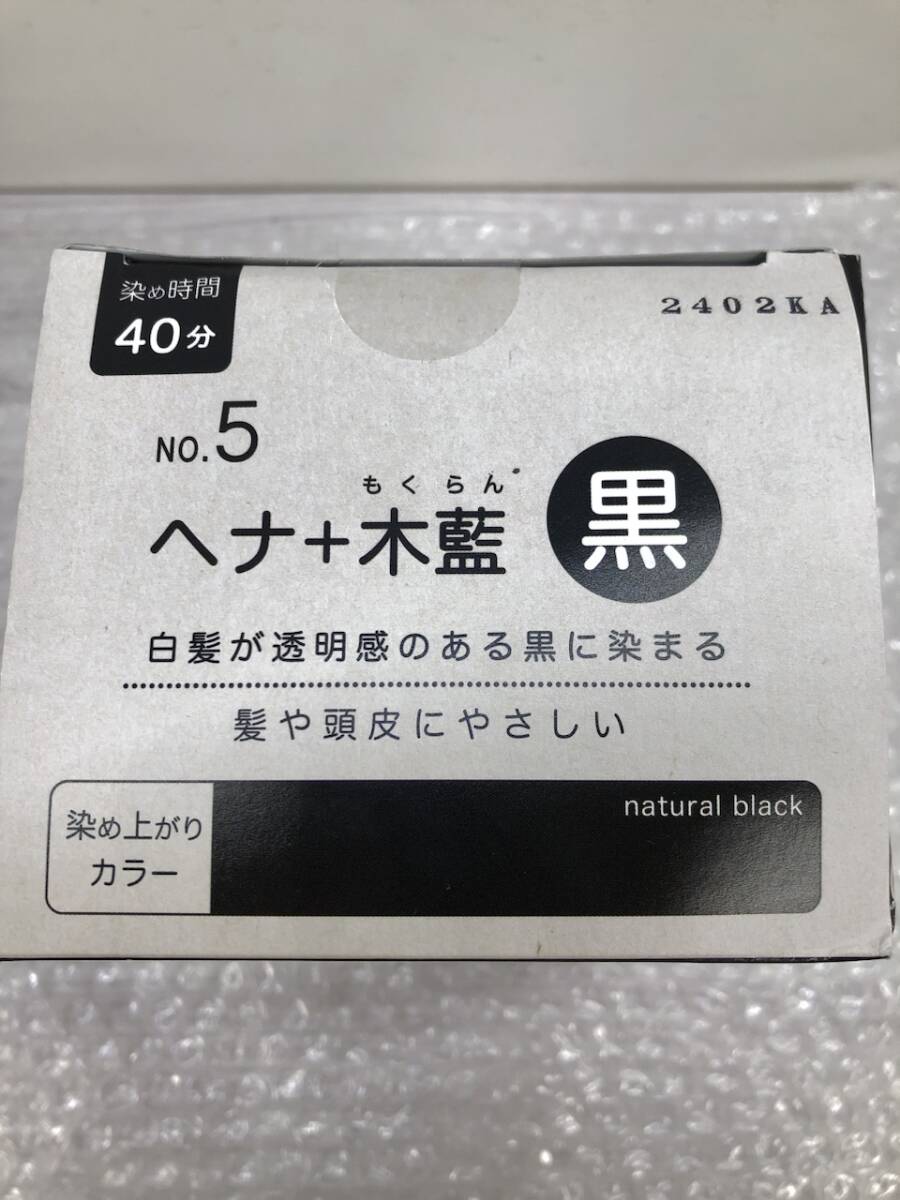 染め時間
40分
2402KA
NO.5
もくらん
ヘナ+木藍
黒
白髪が透明感のある黒に染まる
髪や頭皮にやさしい
染め上がり
カラー
natural black